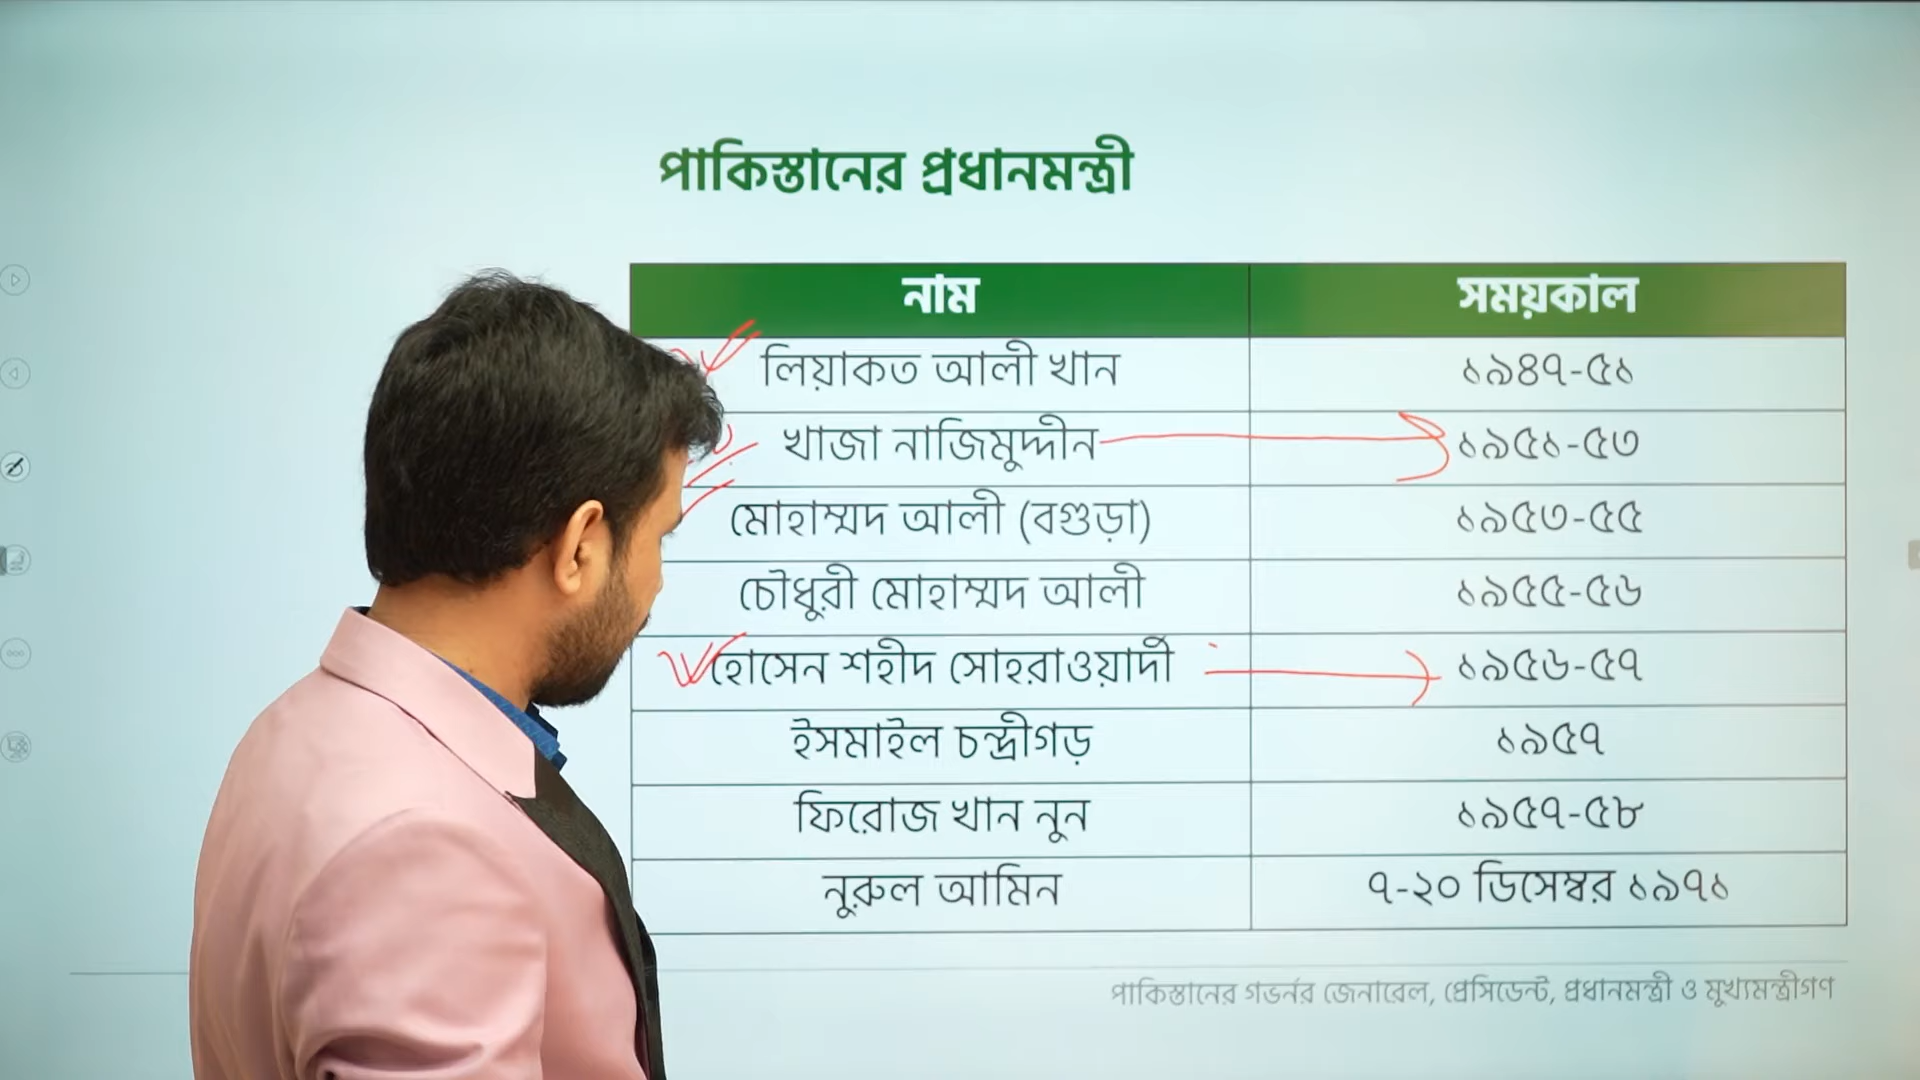 পাকিস্তানের প্রধানমন্ত্রী
নাম সময়কাল
লিয়াকত আলী খান ১৯৪৭-৫১
খাজা নাজিমুদ্দীন ১৯৫১-৫৩
মোহাম্মদ আলী (বগুড়া) ১৯৫৩-৫৫
চৌধুরী মোহাম্মদ আলী ১৯৫৫-৫৬
হোসেন শহীদ সোহরাওয়ার্দী ১৯৫৬-৫৭
ইসমাইল চন্দ্রীগড় ১৯৫৭
ফিরোজ খান নুন ১৯৫৭-৫৮
নুরুল আমিন ৭-২০ ডিসেম্বর ১৯৭১
পাকিস্তানের গভর্নর জেনারেল, প্রেসিডেন্ট, প্রধানমন্ত্রী ও মুখ্যমন্ত্রীগণ